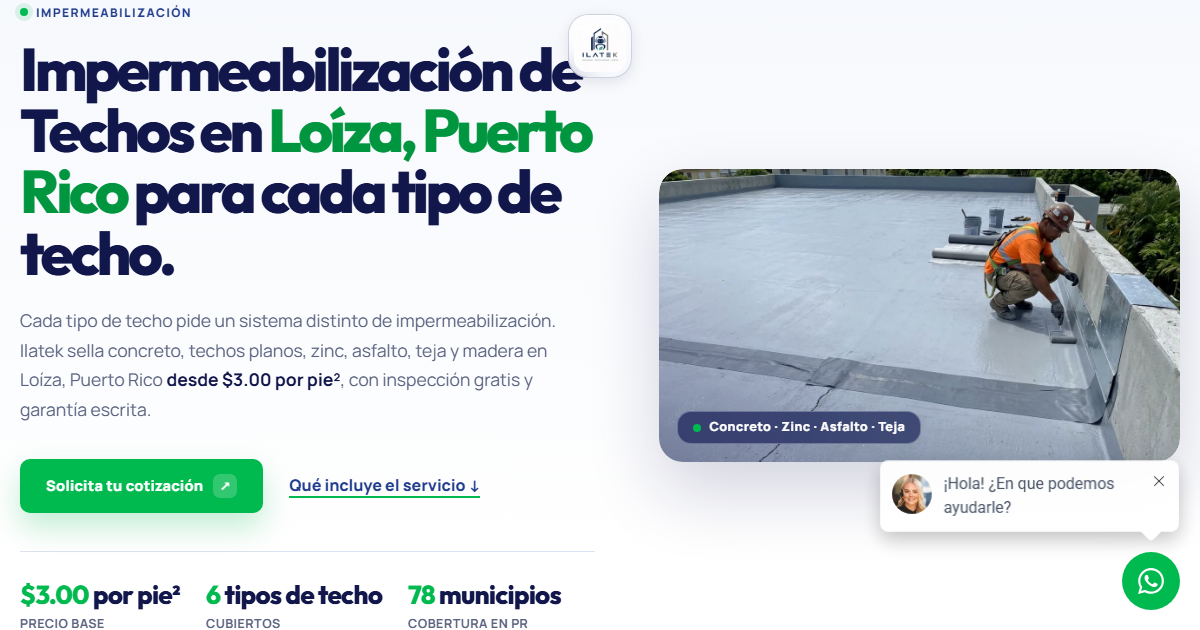 IMPERMEABILIZACIÓN
ILATEK
Impermeabilización de
Techos en Loíza, Puerto
Rico para cada tipo de
techo.
Cada tipo de techo pide un sistema distinto de impermeabilización.
Ilatek sella concreto, techos planos, zinc, asfalto, teja y madera en
Loíza, Puerto Rico desde $3.00 por pie², con inspección gratis y
garantía escrita.
Solicita tu cotización ↗
Qué incluye el servicio ↓
Concreto · Zinc · Asfalto · Teja
¡Hola! ¿En que podemos
ayudarle?
$3.00 por pie²
PRECIO BASE
6 tipos de techo
CUBIERTOS
78 municipios
COBERTURA EN PR